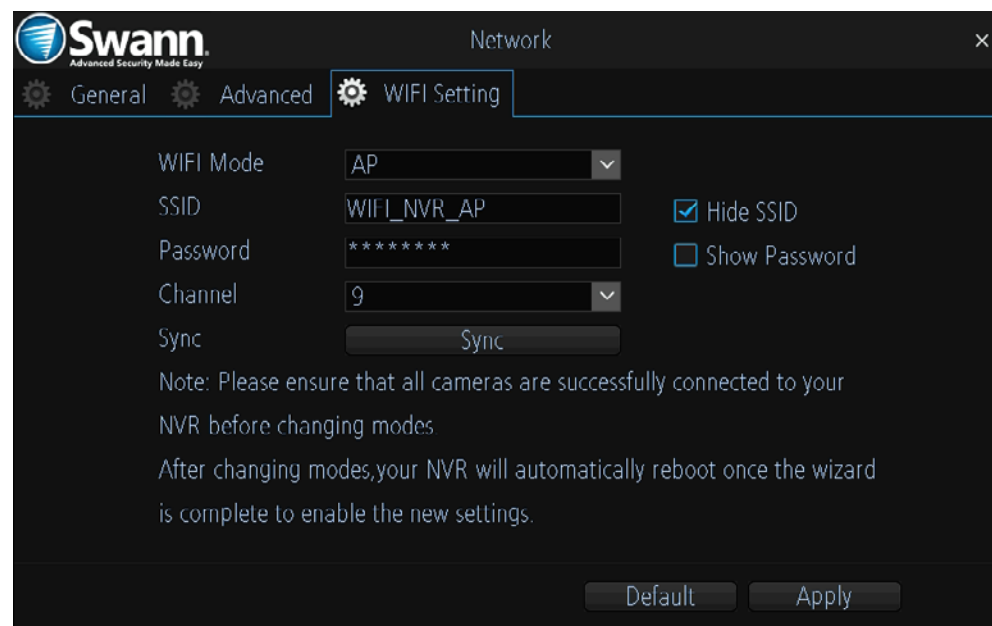 Swann.
Advanced Security Made Easy
Network
×
General Advanced WIFI Setting
WIFI Mode AP
SSID WIFI_NVR_AP Hide SSID
Password ******** Show Password
Channel 9
Sync Sync
Note: Please ensure that all cameras are successfully connected to your
NVR before changing modes
After changing modes,your NVR will automatically reboot once the wizard
is complete to enable the new settings.
Default Apply